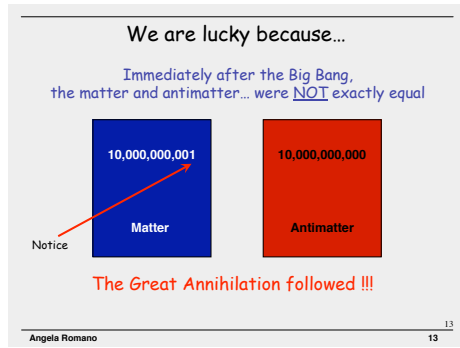 We are lucky because...
Immediately after the Big Bang,
the matter and antimatter... were NOT exactly equal
10,000,000,001
10,000,000,000
Matter
Antimatter
Notice
The Great Annihilation followed !!!
13
Angela Romano
13